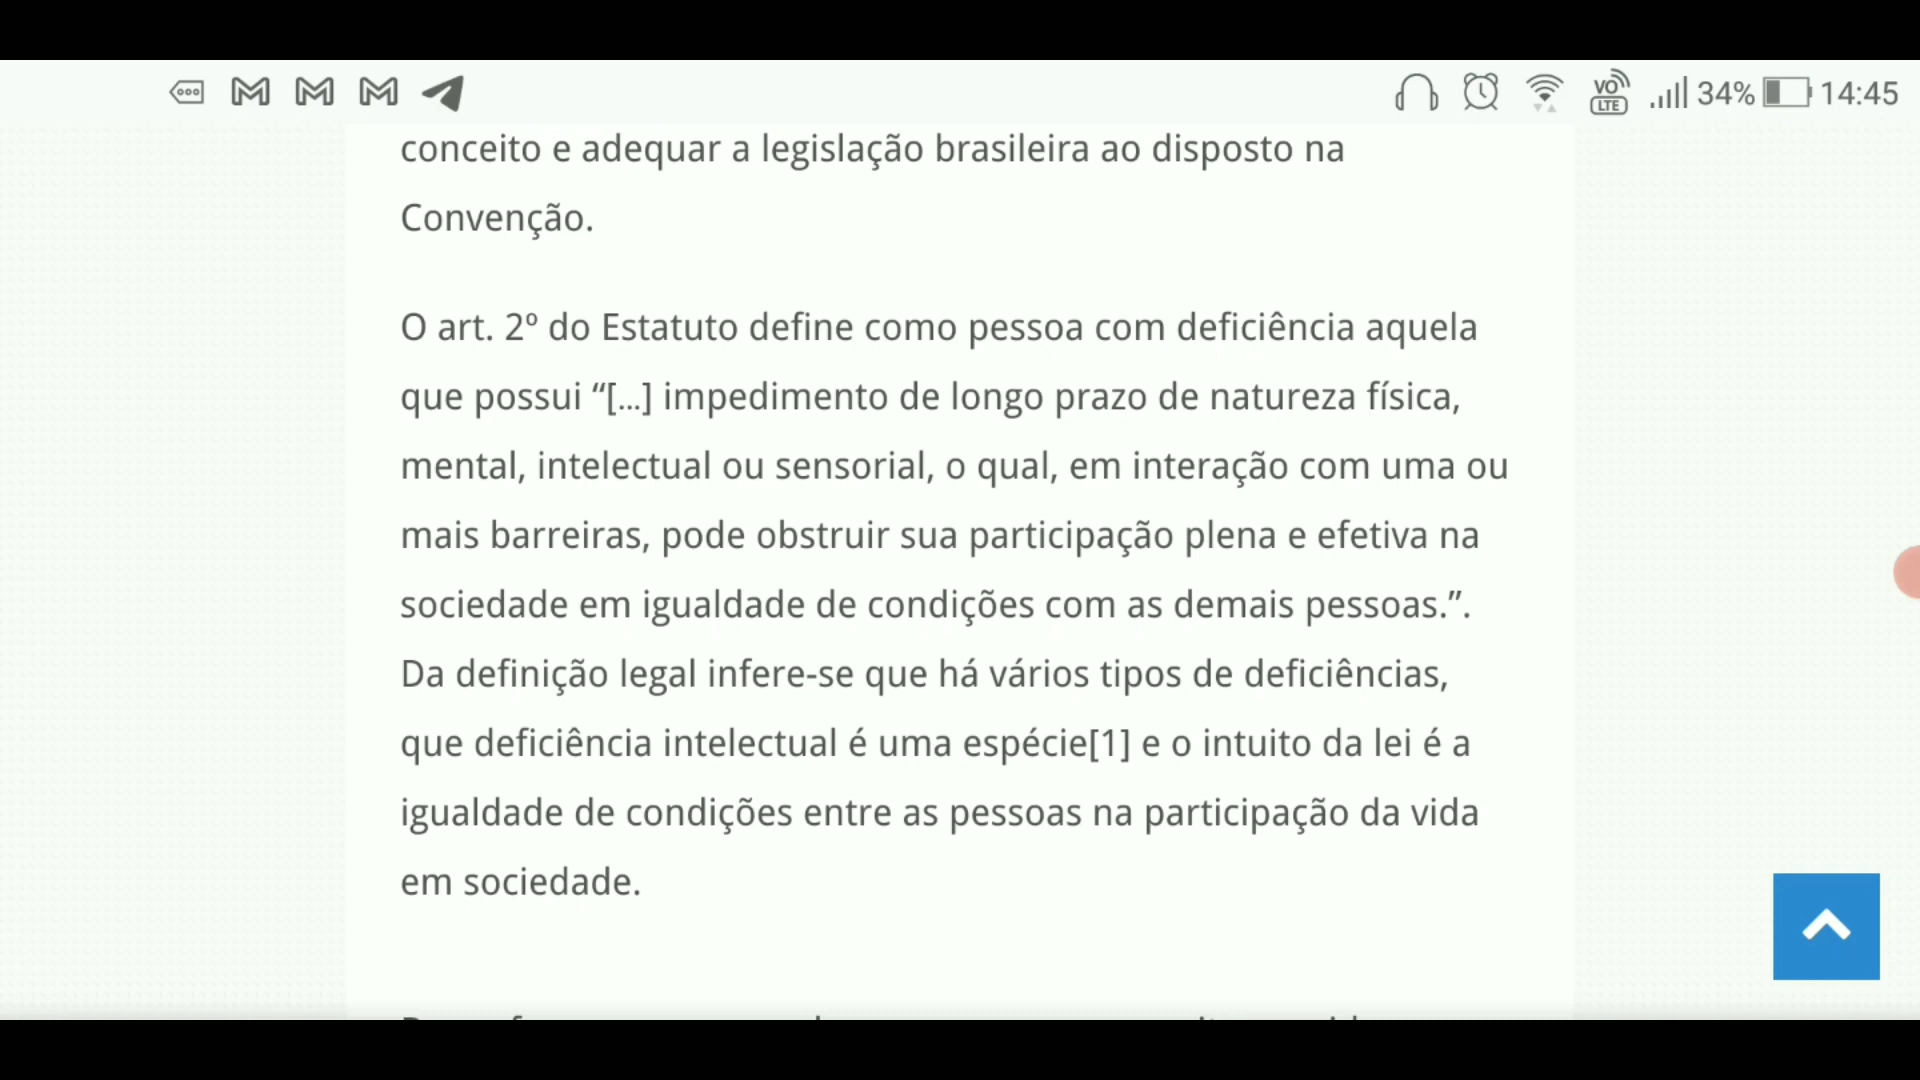 VO LTE 34% 14:45
conceito e adequar a legislação brasileira ao disposto na
Convenção.
O art. 2º do Estatuto define como pessoa com deficiência aquela
que possui “[...] impedimento de longo prazo de natureza física,
mental, intelectual ou sensorial, o qual, em interação com uma ou
mais barreiras, pode obstruir sua participação plena e efetiva na
sociedade em igualdade de condições com as demais pessoas.”.
Da definição legal infere-se que há vários tipos de deficiências,
que deficiência intelectual é uma espécie[1] e o intuito da lei é a
igualdade de condições entre as pessoas na participação da vida
em sociedade.